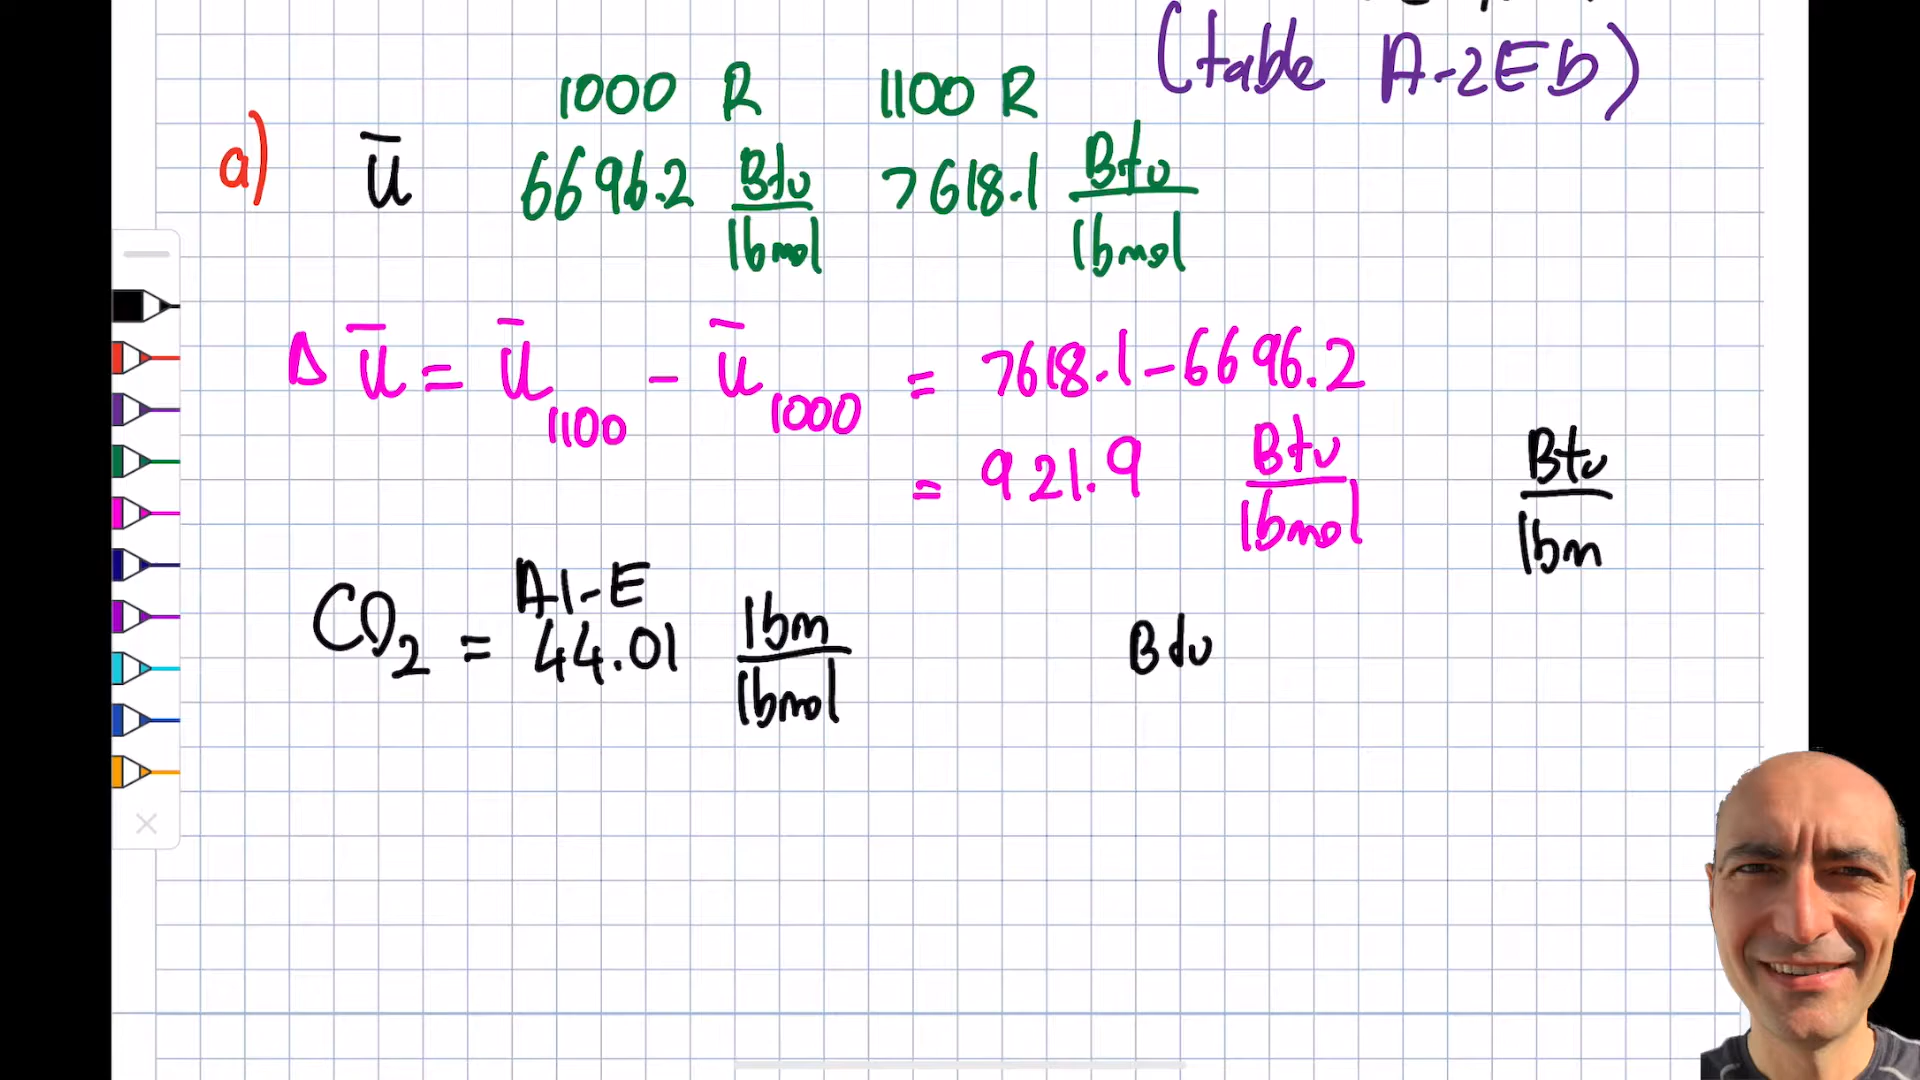 (table A-2Eb)
1000 R 1100 R
a) ū 6696.2 Btu/lbmol 7618.1 Btu/lbmol
Δū = ū1100 - ū1000 = 7618.1-6696.2
= 921.9 Btu/lbmol Btu/lbm
A1-E
CO2 = 44.01 lbm/lbmol Btu